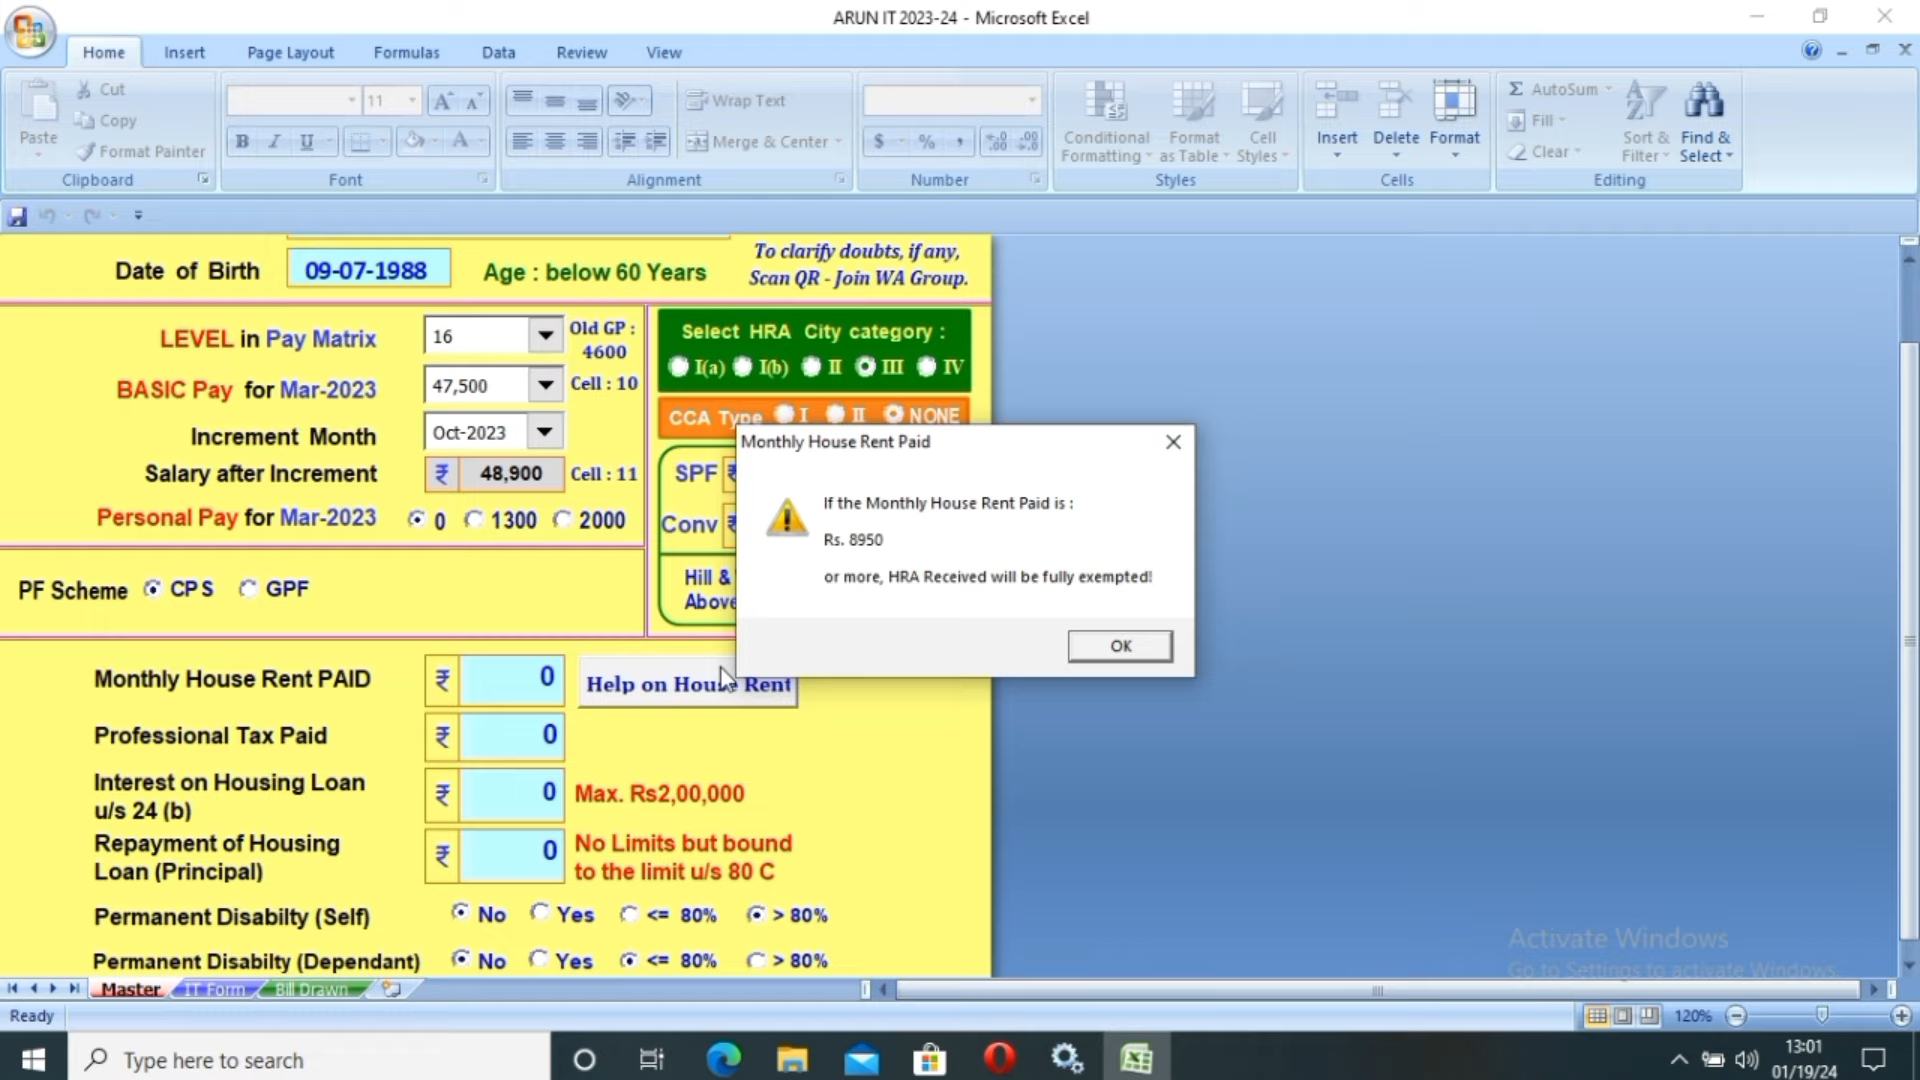 ARUN IT 2023-24 - Microsoft Excel
Home Insert Page Layout Formulas Data Review View
Paste
Cut
Copy
Format Painter
Clipboard
11
Font
Wrap Text
Merge & Center
Alignment
Number
Conditional Formatting
Format as Table
Cell Styles
Styles
Insert Delete Format
Cells
AutoSum
Fill
Clear
Sort & Filter
Find & Select
Editing
Date of Birth 09-07-1988 Age : below 60 Years
To clarify doubts, if any,
Scan QR - Join WA Group.
LEVEL in Pay Matrix 16 Old GP : 4600
BASIC Pay for Mar-2023 47,500 Cell : 10
Increment Month Oct-2023
Salary after Increment ₹ 48,900 Cell : 11
Personal Pay for Mar-2023 0 1300 2000
Select HRA City category :
I(a) I(b) II III IV
CCA Type I II NONE
SPF ₹
Conv ₹
Hill &
Above
PF Scheme CPS GPF
Monthly House Rent Paid
If the Monthly House Rent Paid is :
Rs. 8950
or more, HRA Received will be fully exempted!
OK
Monthly House Rent PAID ₹ 0 Help on House Rent
Professional Tax Paid ₹ 0
Interest on Housing Loan
u/s 24 (b) ₹ 0 Max. Rs2,00,000
Repayment of Housing
Loan (Principal) ₹ 0 No Limits but bound
to the limit u/s 80 C
Permanent Disabilty (Self) No Yes <= 80% > 80%
Permanent Disabilty (Dependant) No Yes <= 80% > 80%
Activate Windows
Go to Settings to activate Windows.
Master IT Form Bill Drawn
Ready 120%
Type here to search
13:01
01/19/24